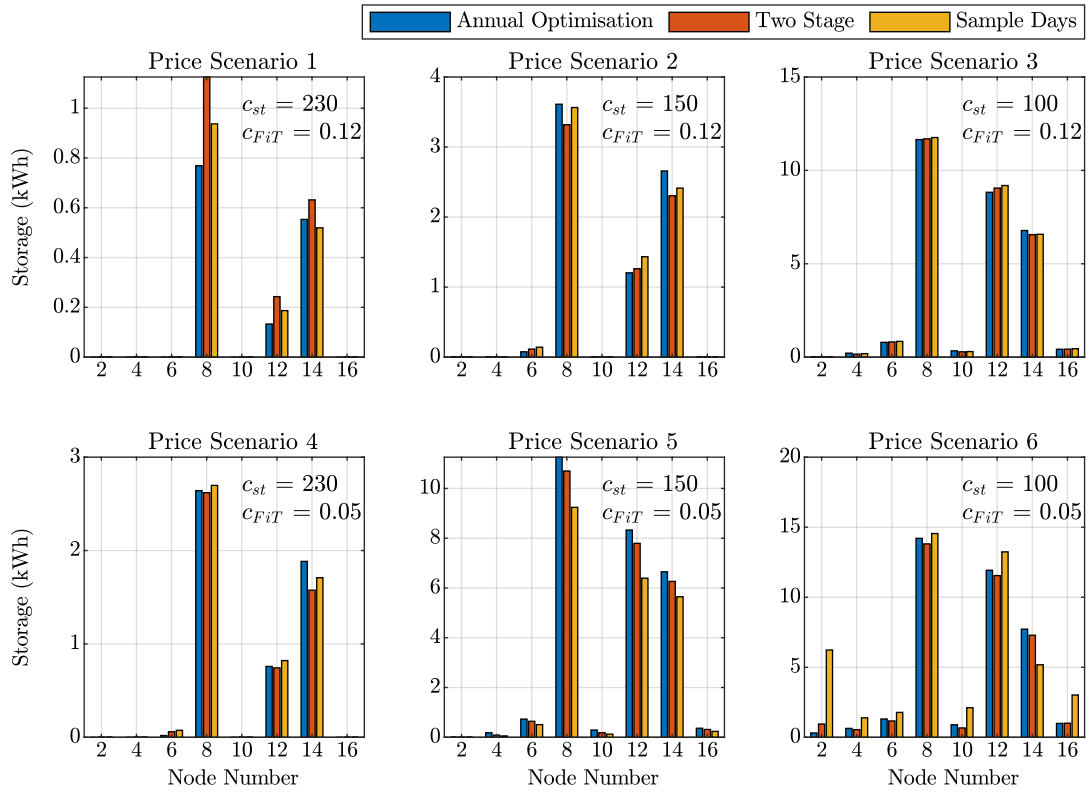 Annual Optimisation Two Stage Sample Days
Price Scenario 1
Storage (kWh)
1
0.8
0.6
0.4
0.2
0
c_st = 230
c_FiT = 0.12
2 4 6 8 10 12 14 16
Price Scenario 2
4
3
2
1
0
c_st = 150
c_FiT = 0.12
2 4 6 8 10 12 14 16
Price Scenario 3
15
10
5
0
c_st = 100
c_FiT = 0.12
2 4 6 8 10 12 14 16
Price Scenario 4
Storage (kWh)
3
2
1
0
c_st = 230
c_FiT = 0.05
2 4 6 8 10 12 14 16
Node Number
Price Scenario 5
10
8
6
4
2
0
c_st = 150
c_FiT = 0.05
2 4 6 8 10 12 14 16
Node Number
Price Scenario 6
20
15
10
5
0
c_st = 100
c_FiT = 0.05
2 4 6 8 10 12 14 16
Node Number